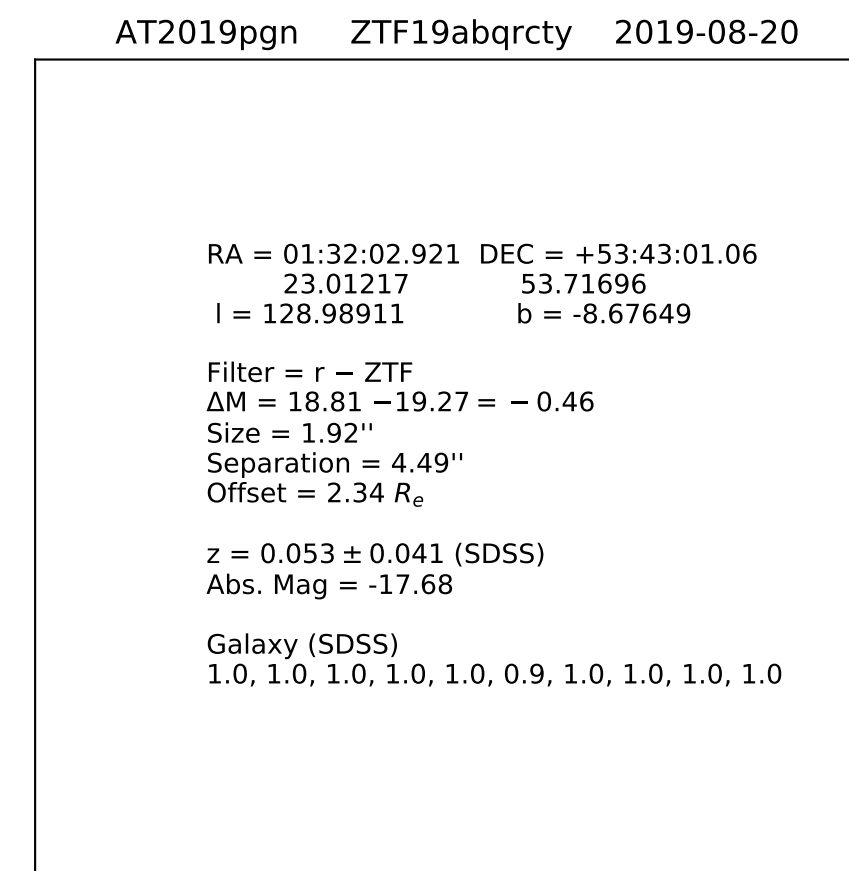 AT2019pgn ZTF19abqrcty 2019-08-20
RA = 01:32:02.921 DEC = +53:43:01.06
23.01217 53.71696
l = 128.98911 b = -8.67649
Filter = r − ZTF
ΔM = 18.81 −19.27 = − 0.46
Size = 1.92''
Separation = 4.49''
Offset = 2.34 Rₑ
z = 0.053 ± 0.041 (SDSS)
Abs. Mag = -17.68
Galaxy (SDSS)
1.0, 1.0, 1.0, 1.0, 1.0, 0.9, 1.0, 1.0, 1.0, 1.0